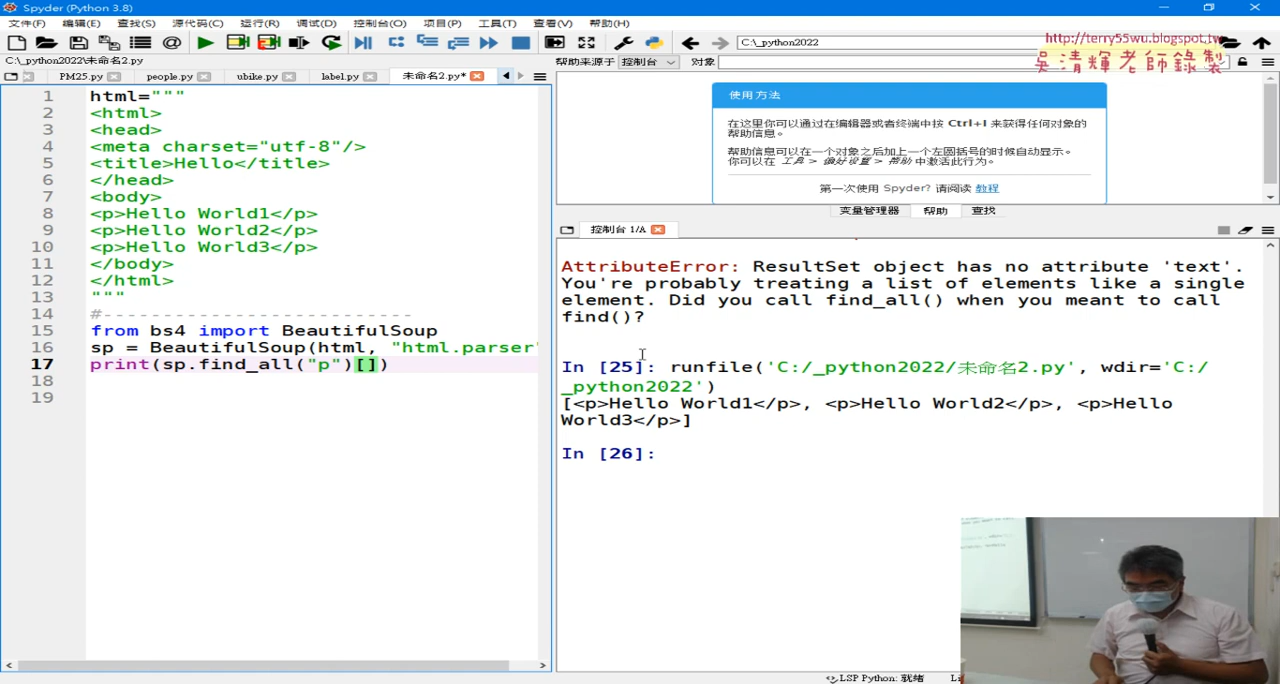 Spyder (Python 3.8)
文件(F) 编辑(E) 查找(S) 源代码(C) 运行(R) 调试(D) 控制台(O) 项目(P) 工具(T) 查看(V) 帮助(H)
C:\_python2022
http://terry55wu.blogspot.tw
吳清輝老師錄製
C:\_python2022\未命名2.py
帮助来源于 控制台 对象
PM25.py people.py ubike.py label.py 未命名2.py*
1 html="""
2 <html>
3 <head>
4 <meta charset="utf-8"/>
5 <title>Hello</title>
6 </head>
7 <body>
8 <p>Hello World1</p>
9 <p>Hello World2</p>
10 <p>Hello World3</p>
11 </body>
12 </html>
13 """
14 #---------------------------
15 from bs4 import BeautifulSoup
16 sp = BeautifulSoup(html, "html.parser"
17 print(sp.find_all("p")[])
18
19
使用方法
在这里你可以通过在编辑器或者终端中按 Ctrl+I 来获得任何对象的
帮助信息。
帮助信息可以在一个对象之后加上一个左圆括号的时候自动显示。
你可以在 工具 > 偏好设置 > 帮助 中激活此行为。
第一次使用 Spyder? 请阅读 教程
变量管理器 帮助 查找
控制台 1/A
AttributeError: ResultSet object has no attribute 'text'.
You're probably treating a list of elements like a single
element. Did you call find_all() when you meant to call
find()?
In [25]: runfile('C:/_python2022/未命名2.py', wdir='C:/
_python2022')
[<p>Hello World1</p>, <p>Hello World2</p>, <p>Hello
World3</p>]
In [26]:
LSP Python: 就绪